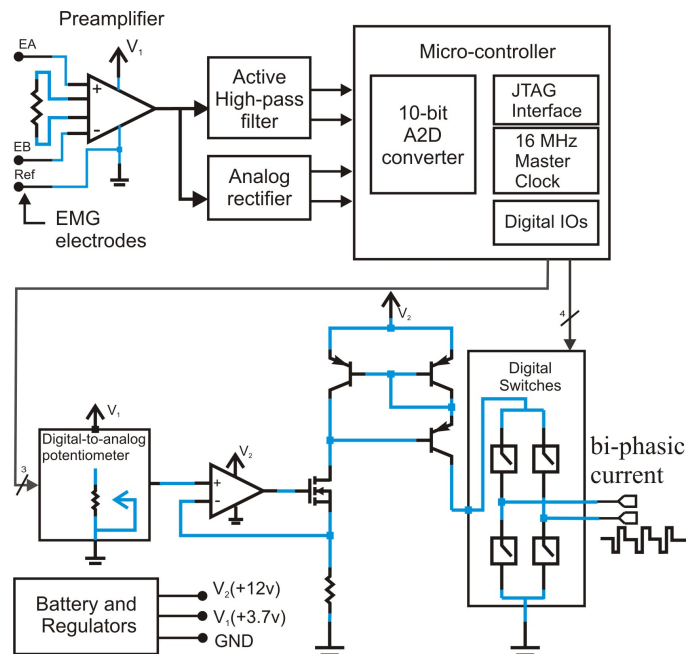 Preamplifier
EA
V₁
+
-
EB
Ref
EMG
electrodes
Active
High-pass
filter
Analog
rectifier
Micro-controller
10-bit
A2D
converter
JTAG
Interface
16 MHz
Master
Clock
Digital IOs
V₂
4
3
V₁
Digital-to-analog
potentiometer
V₂
+
-
Digital
Switches
bi-phasic
current
Battery and
Regulators
V₂(+12v)
V₁(+3.7v)
GND